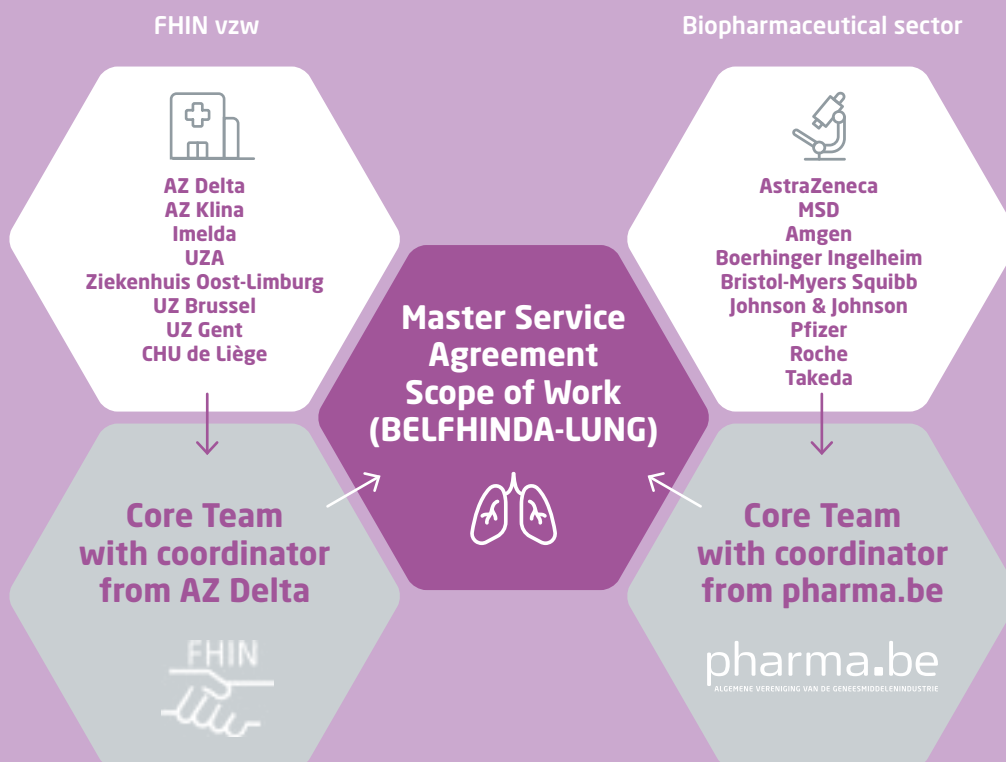 FHIN vzw
AZ Delta
AZ Klina
Imelda
UZA
Ziekenhuis Oost-Limburg
UZ Brussel
UZ Gent
CHU de Liège
Core Team
with coordinator
from AZ Delta
FHIN
Master Service
Agreement
Scope of Work
(BELFHINDA-LUNG)
Biopharmaceutical sector
AstraZeneca
MSD
Amgen
Boerhinger Ingelheim
Bristol-Myers Squibb
Johnson & Johnson
Pfizer
Roche
Takeda
Core Team
with coordinator
from pharma.be
pharma.be
ALGEMENE VERENIGING VAN DE GENEESMIDDELENINDUSTRIE